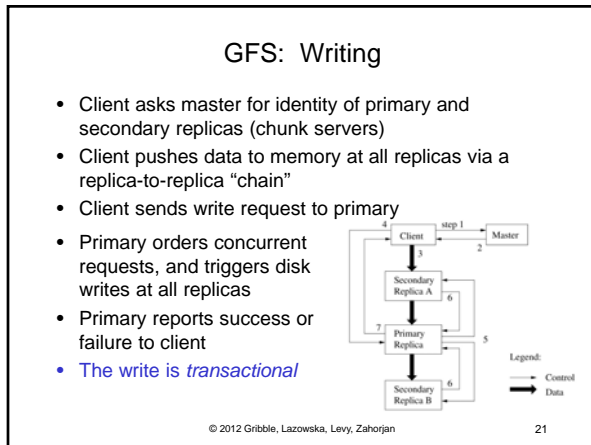 GFS: Writing
• Client asks master for identity of primary and
secondary replicas (chunk servers)
• Client pushes data to memory at all replicas via a
replica-to-replica “chain”
• Client sends write request to primary
• Primary orders concurrent
requests, and triggers disk
writes at all replicas
• Primary reports success or
failure to client
• The write is transactional
4
Client
step 1
Master
2
3
Secondary
Replica A
6
7
Primary
Replica
5
Legend:
Control
Data
6
Secondary
Replica B
© 2012 Gribble, Lazowska, Levy, Zahorjan
21